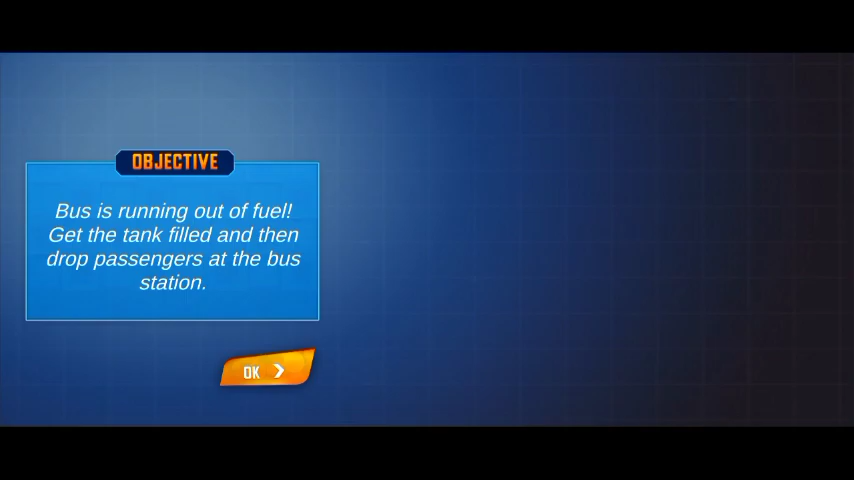 OBJECTIVE
Bus is running out of fuel!
Get the tank filled and then
drop passengers at the bus
station.
OK